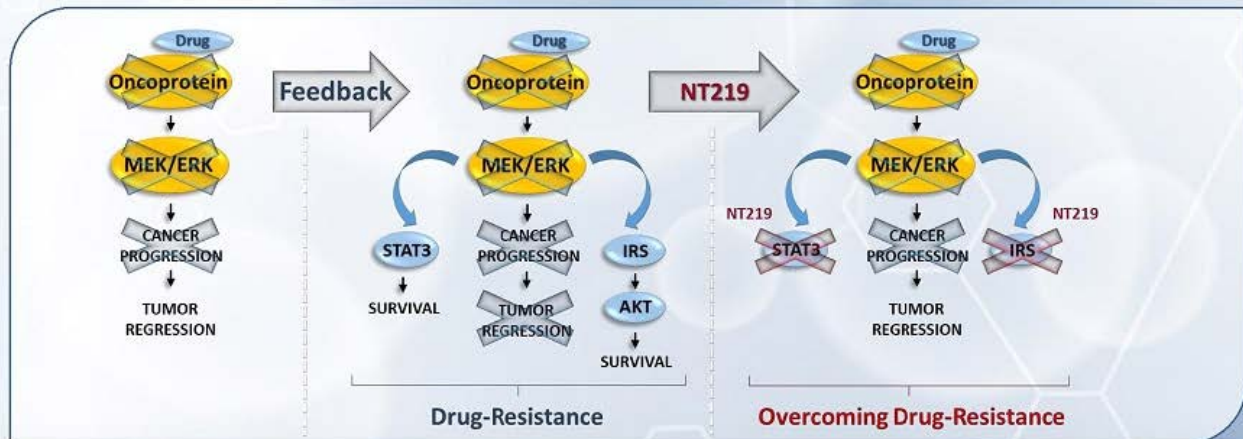 Drug
Oncoprotein
MEK/ERK
CANCER
PROGRESSION
TUMOR
REGRESSION
Feedback
Drug
Oncoprotein
MEK/ERK
STAT3
SURVIVAL
CANCER
PROGRESSION
TUMOR
REGRESSION
IRS
AKT
SURVIVAL
Drug-Resistance
NT219
Drug
Oncoprotein
MEK/ERK
NT219
STAT3
CANCER
PROGRESSION
TUMOR
REGRESSION
NT219
IRS
Overcoming Drug-Resistance